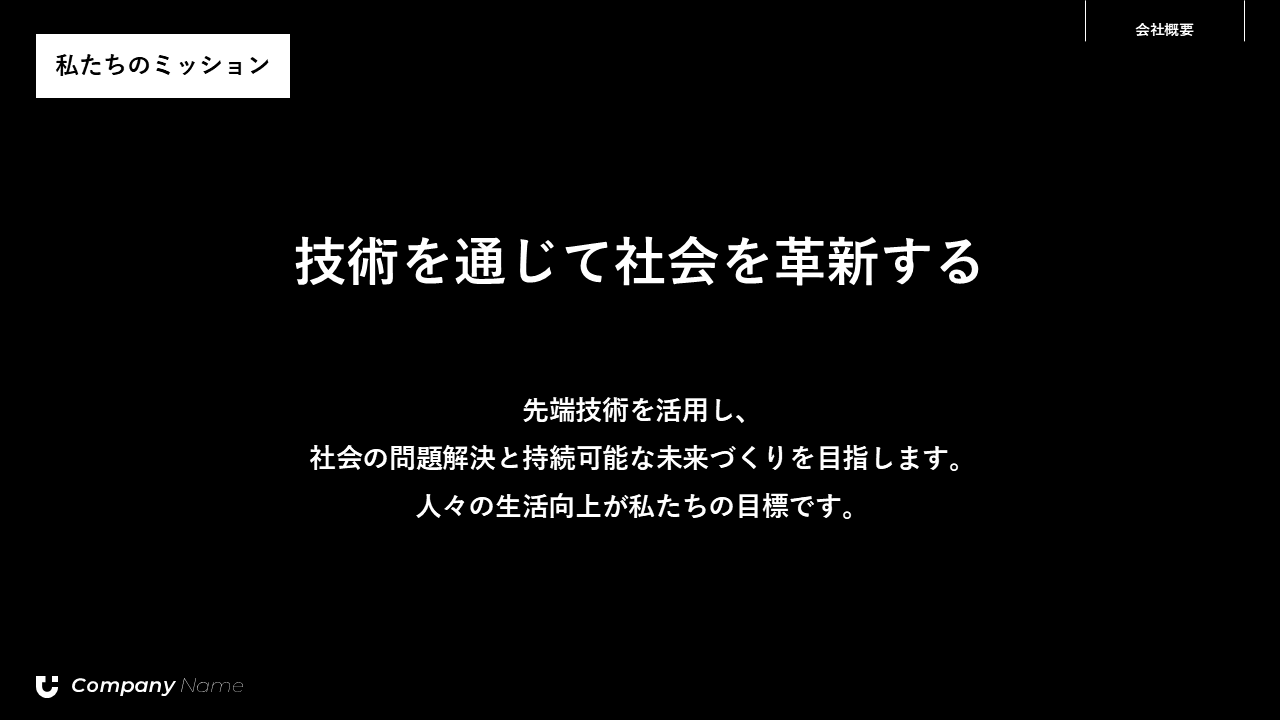 会社概要
私たちのミッション
技術を通じて社会を革新する
先端技術を活用し、
社会の問題解決と持続可能な未来づくりを目指します。
人々の生活向上が私たちの目標です。
Company Name